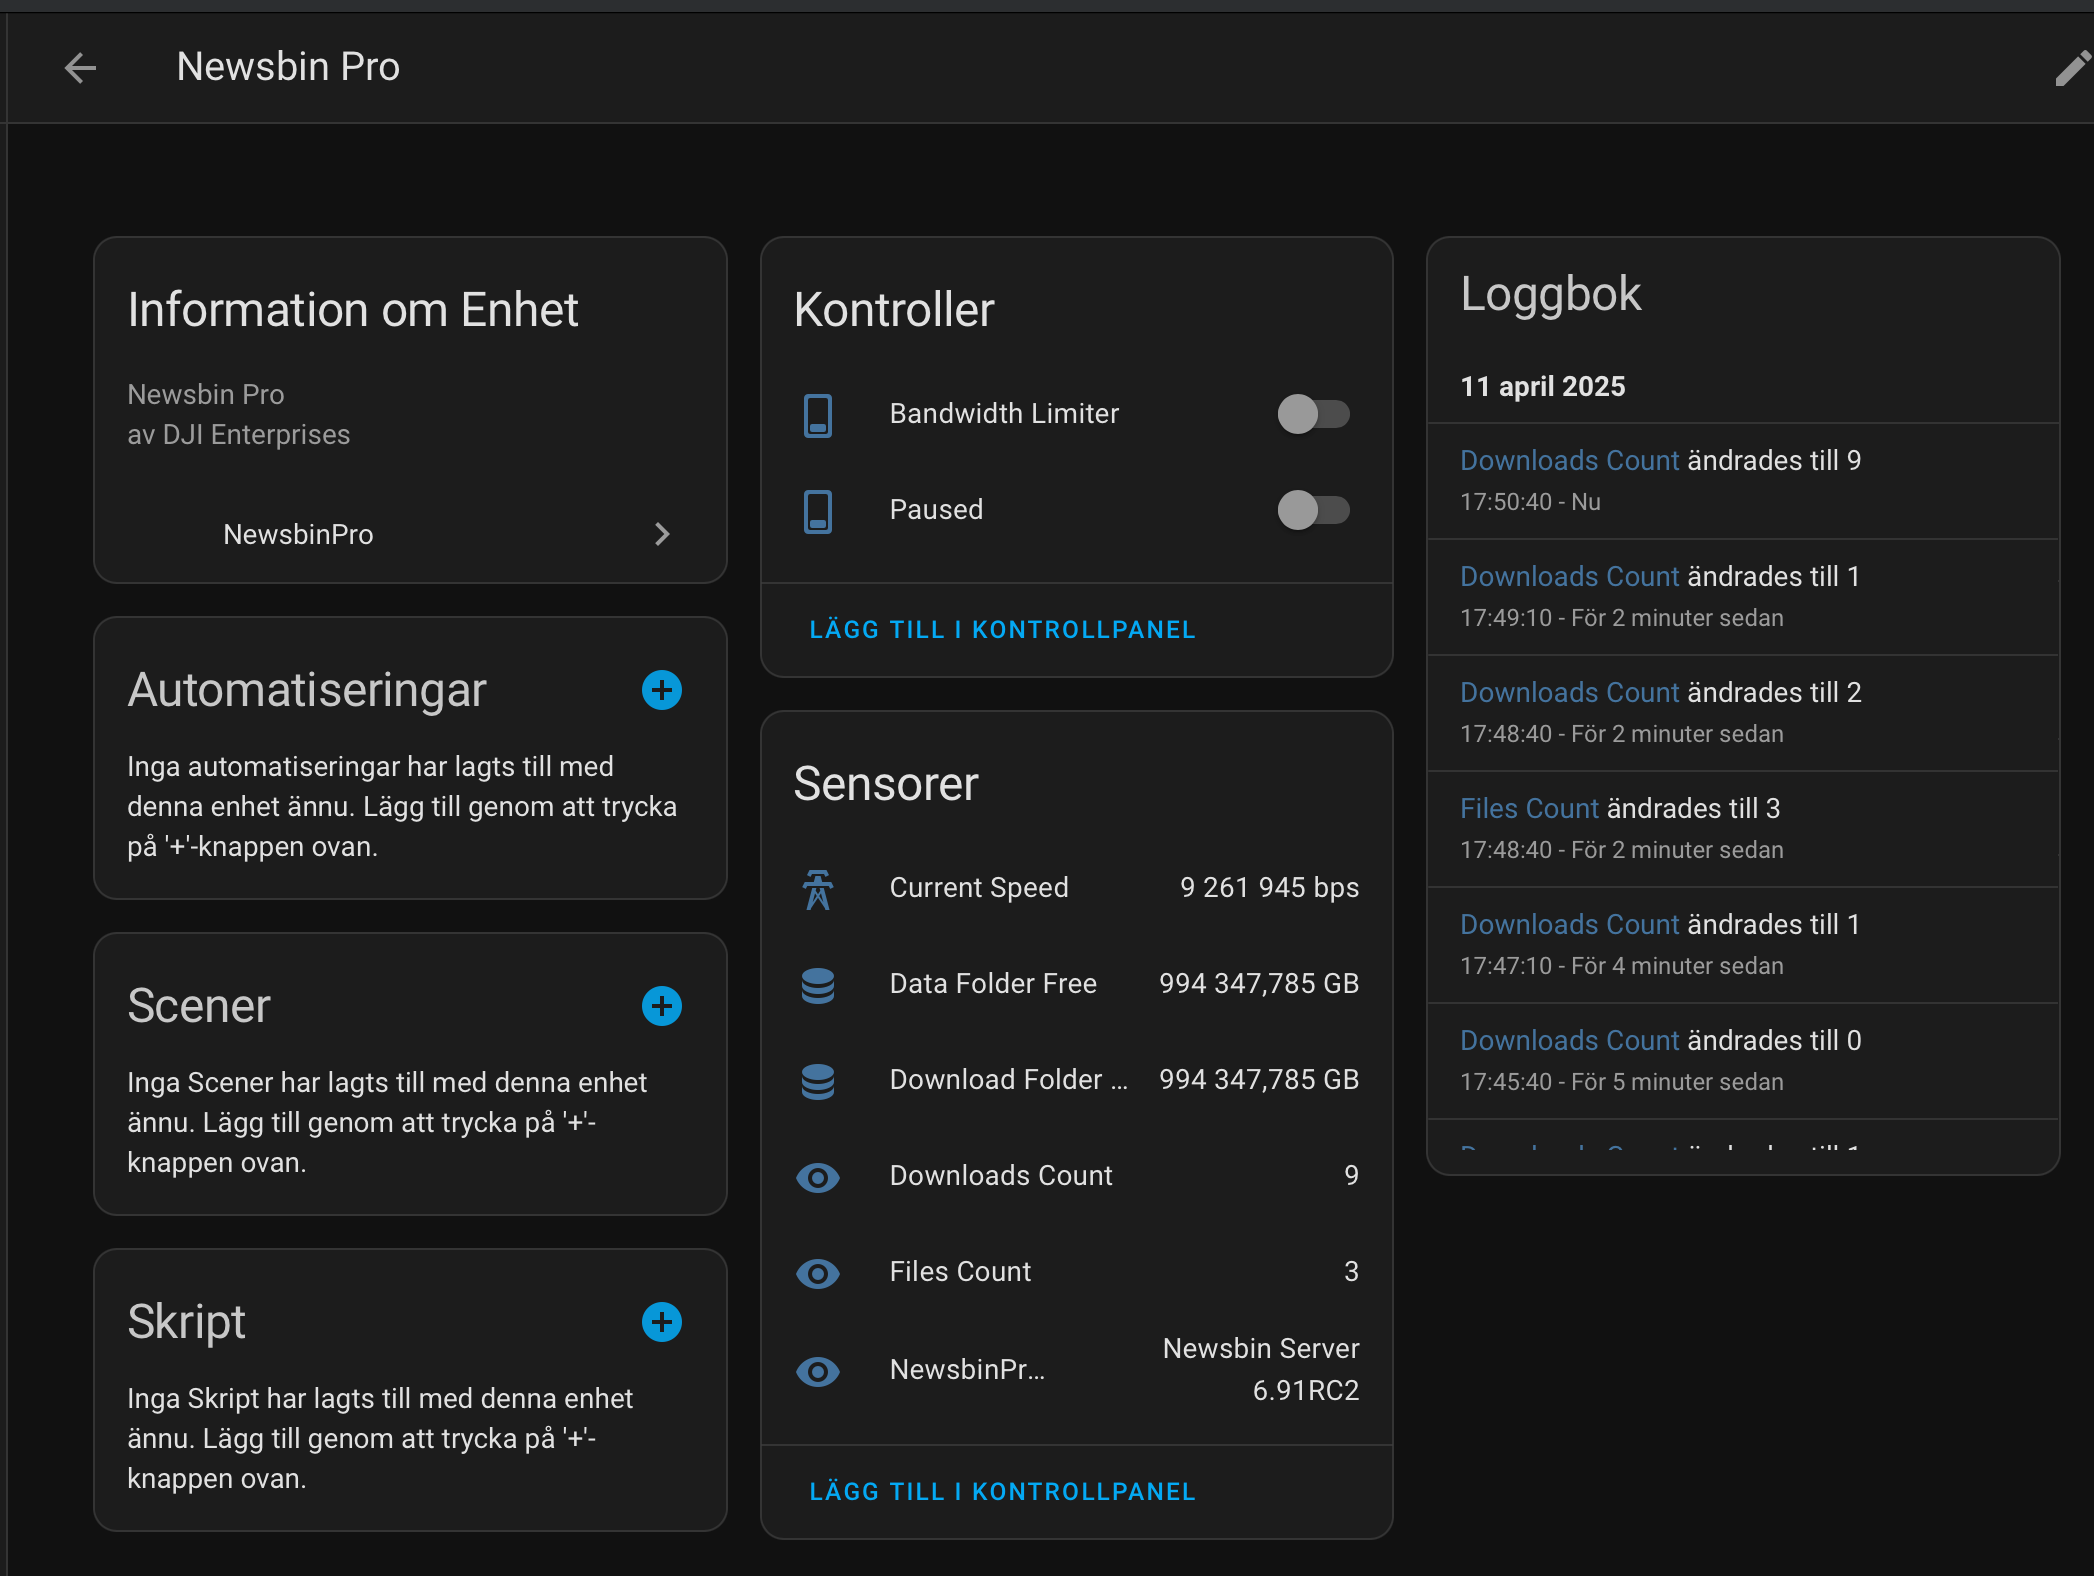 Newsbin Pro
Information om Enhet
Newsbin Pro
av DJI Enterprises
NewsbinPro
Automatiseringar
Inga automatiseringar har lagts till med
denna enhet ännu. Lägg till genom att trycka
på '+'-knappen ovan.
Scener
Inga Scener har lagts till med denna enhet
ännu. Lägg till genom att trycka på '+'-
knappen ovan.
Skript
Inga Skript har lagts till med denna enhet
ännu. Lägg till genom att trycka på '+'-
knappen ovan.
Kontroller
Bandwidth Limiter
Paused
LÄGG TILL I KONTROLLPANEL
Sensorer
Current Speed 9 261 945 bps
Data Folder Free 994 347,785 GB
Download Folder ... 994 347,785 GB
Downloads Count 9
Files Count 3
NewsbinPr... Newsbin Server
6.91RC2
LÄGG TILL I KONTROLLPANEL
Loggbok
11 april 2025
Downloads Count ändrades till 9
17:50:40 - Nu
Downloads Count ändrades till 1
17:49:10 - För 2 minuter sedan
Downloads Count ändrades till 2
17:48:40 - För 2 minuter sedan
Files Count ändrades till 3
17:48:40 - För 2 minuter sedan
Downloads Count ändrades till 1
17:47:10 - För 4 minuter sedan
Downloads Count ändrades till 0
17:45:40 - För 5 minuter sedan